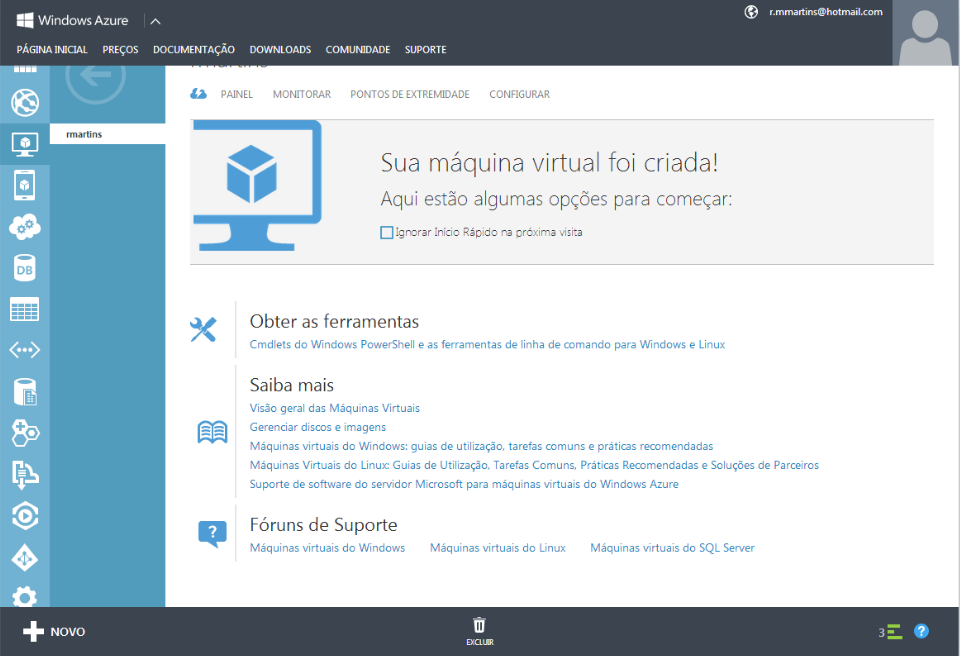 Windows Azure
r.mmartins@hotmail.com
PÁGINA INICIAL PREÇOS DOCUMENTAÇÃO DOWNLOADS COMUNIDADE SUPORTE
rmartins
PAINEL MONITORAR PONTOS DE EXTREMIDADE CONFIGURAR
rmartins
Sua máquina virtual foi criada!
Aqui estão algumas opções para começar:
Ignorar Início Rápido na próxima visita
DB
Obter as ferramentas
Cmdlets do Windows PowerShell e as ferramentas de linha de comando para Windows e Linux
Saiba mais
Visão geral das Máquinas Virtuais
Gerenciar discos e imagens
Máquinas virtuais do Windows: guias de utilização, tarefas comuns e práticas recomendadas
Máquinas Virtuais do Linux: Guias de Utilização, Tarefas Comuns, Práticas Recomendadas e Soluções de Parceiros
Suporte de software do servidor Microsoft para máquinas virtuais do Windows Azure
Fóruns de Suporte
Máquinas virtuais do Windows Máquinas virtuais do Linux Máquinas virtuais do SQL Server
NOVO
EXCLUIR
3